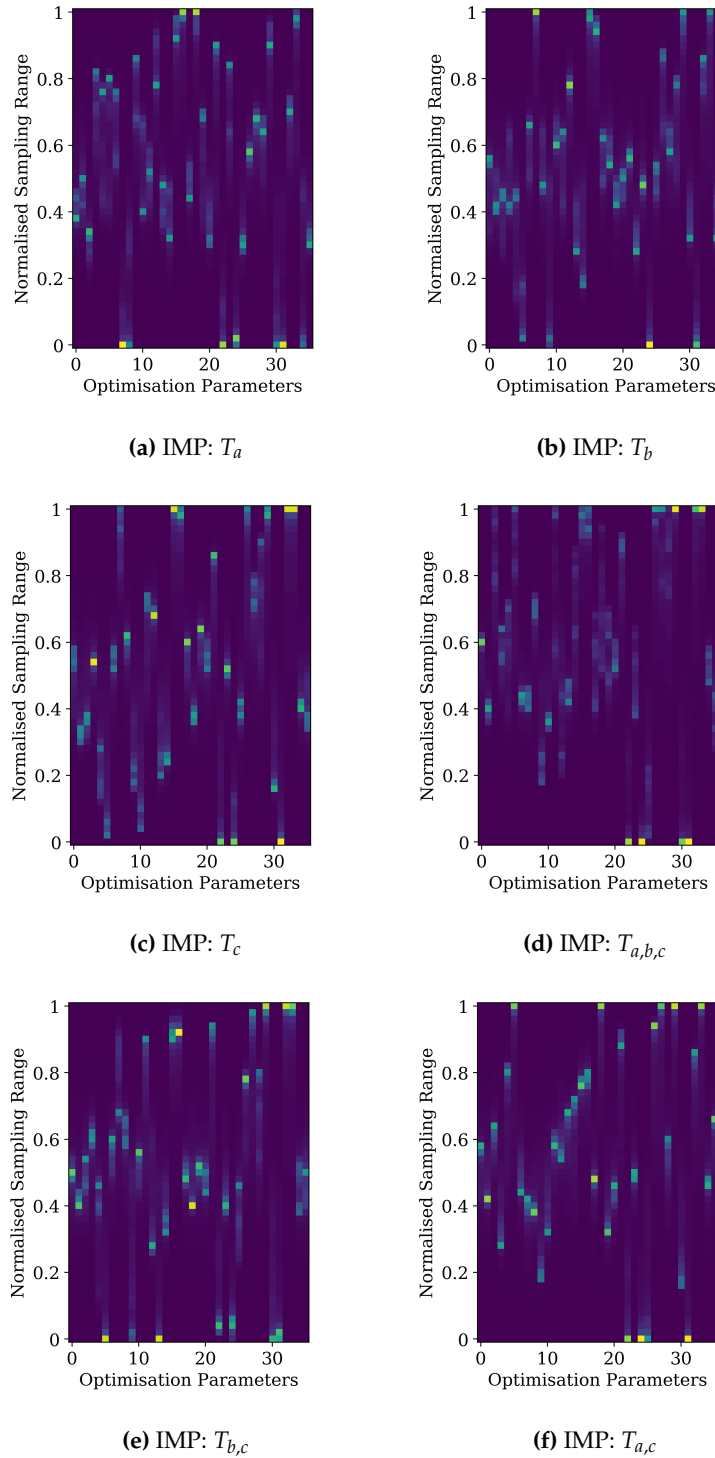 1
0.8
0.6
0.4
0.2
0
Normalised Sampling Range
0 10 20 30
Optimisation Parameters
(a) IMP: T_a
1
0.8
0.6
0.4
0.2
0
Normalised Sampling Range
0 10 20 30
Optimisation Parameters
(b) IMP: T_b
1
0.8
0.6
0.4
0.2
0
Normalised Sampling Range
0 10 20 30
Optimisation Parameters
(c) IMP: T_c
1
0.8
0.6
0.4
0.2
0
Normalised Sampling Range
0 10 20 30
Optimisation Parameters
(d) IMP: T_{a,b,c}
1
0.8
0.6
0.4
0.2
0
Normalised Sampling Range
0 10 20 30
Optimisation Parameters
(e) IMP: T_{b,c}
1
0.8
0.6
0.4
0.2
0
Normalised Sampling Range
0 10 20 30
Optimisation Parameters
(f) IMP: T_{a,c}